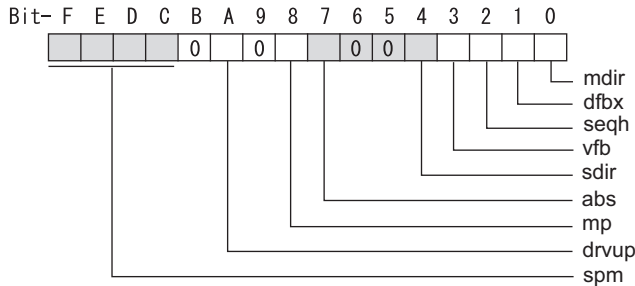 Bit- F E D C B A 9 8 7 6 5 4 3 2 1 0
0 0 0 0
mdir
dfbx
seqh
vfb
sdir
abs
mp
drvup
spm